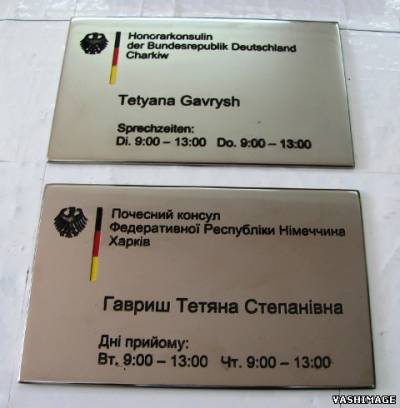 Honorarkonsulin
der Bundesrepublik Deutschland
Charkiw
Tetyana Gavrysh
Sprechzeiten:
Di. 9:00 – 13:00 Do. 9:00 – 13:00
Почесний консул
Федеративної Республіки Німеччина
Харків
Гавриш Тетяна Степанівна
Дні прийому:
Вт. 9:00 – 13:00 Чт. 9:00 – 13:00
YASHIMAGE